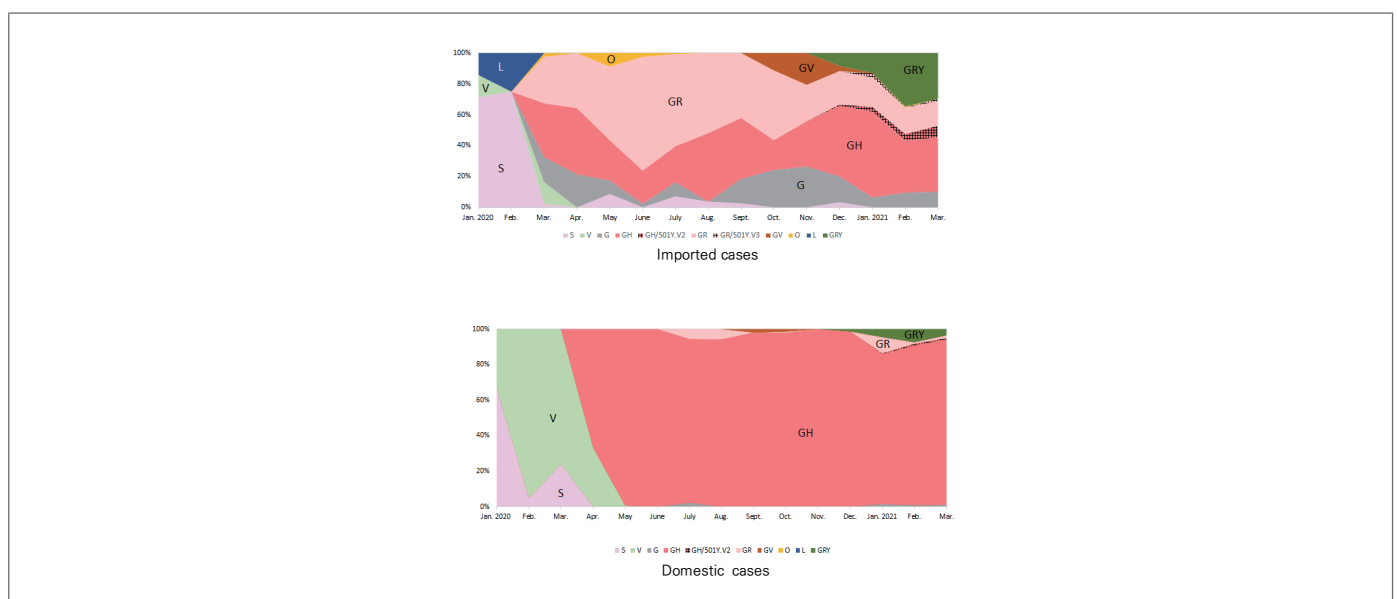 100%
80%
60%
40%
20%
0%
L
V
S
O
GR
GV
GRY
GH
G
Jan. 2020 Feb. Mar. Apr. May June July Aug. Sept. Oct. Nov. Dec. Jan. 2021 Feb. Mar.
S V G GH GH/501Y.V2 GR GR/501Y.V3 GV O L GRY
Imported cases
100%
80%
60%
40%
20%
0%
V
S
GH
GR
GRY
Jan. 2020 Feb. Mar. Apr. May June July Aug. Sept. Oct. Nov. Dec. Jan. 2021 Feb. Mar.
S V G GH GH/501Y.V2 GR GV O L GRY
Domestic cases